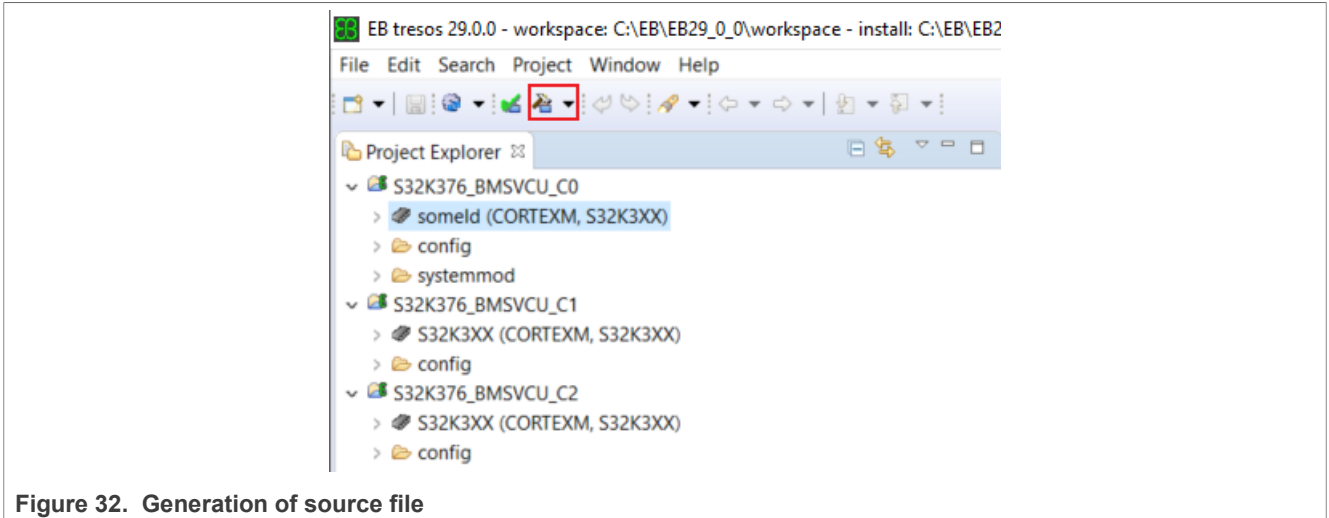 EB tresos 29.0.0 - workspace: C:\EB\EB29_0_0\workspace - install: C:\EB\EB2
File Edit Search Project Window Help
Project Explorer
S32K376_BMSVCU_C0
someId (CORTEXM, S32K3XX)
config
systemmod
S32K376_BMSVCU_C1
S32K3XX (CORTEXM, S32K3XX)
config
S32K376_BMSVCU_C2
S32K3XX (CORTEXM, S32K3XX)
config
Figure 32. Generation of source file